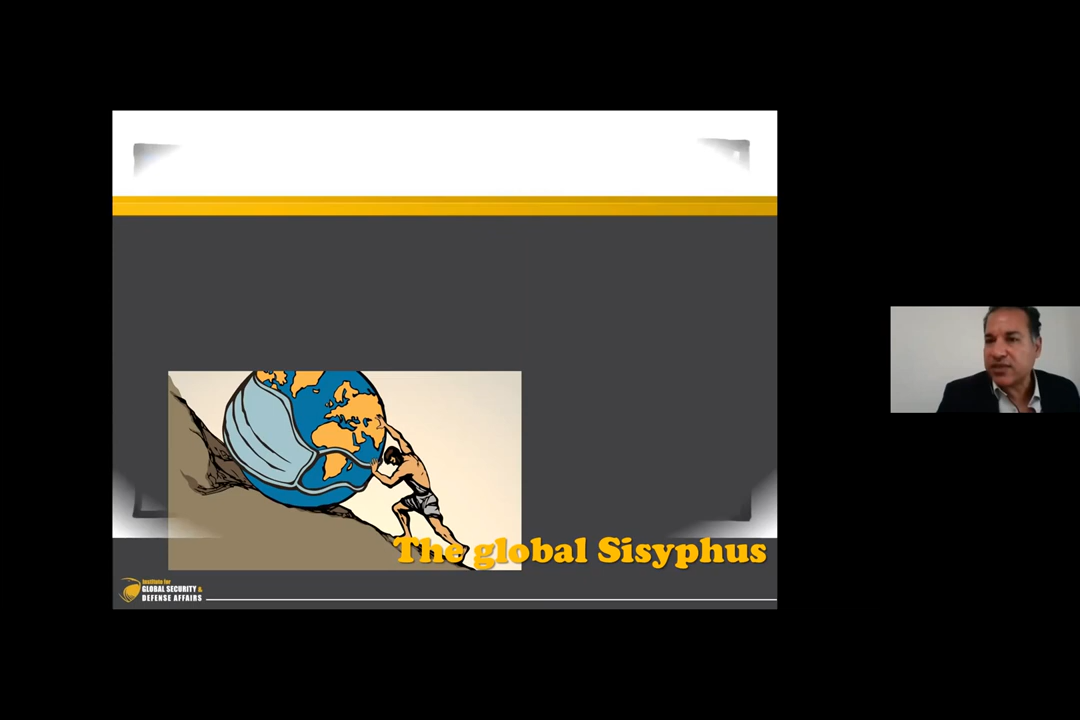 The global Sisyphus
Institute for
GLOBAL SECURITY &
DEFENSE AFFAIRS